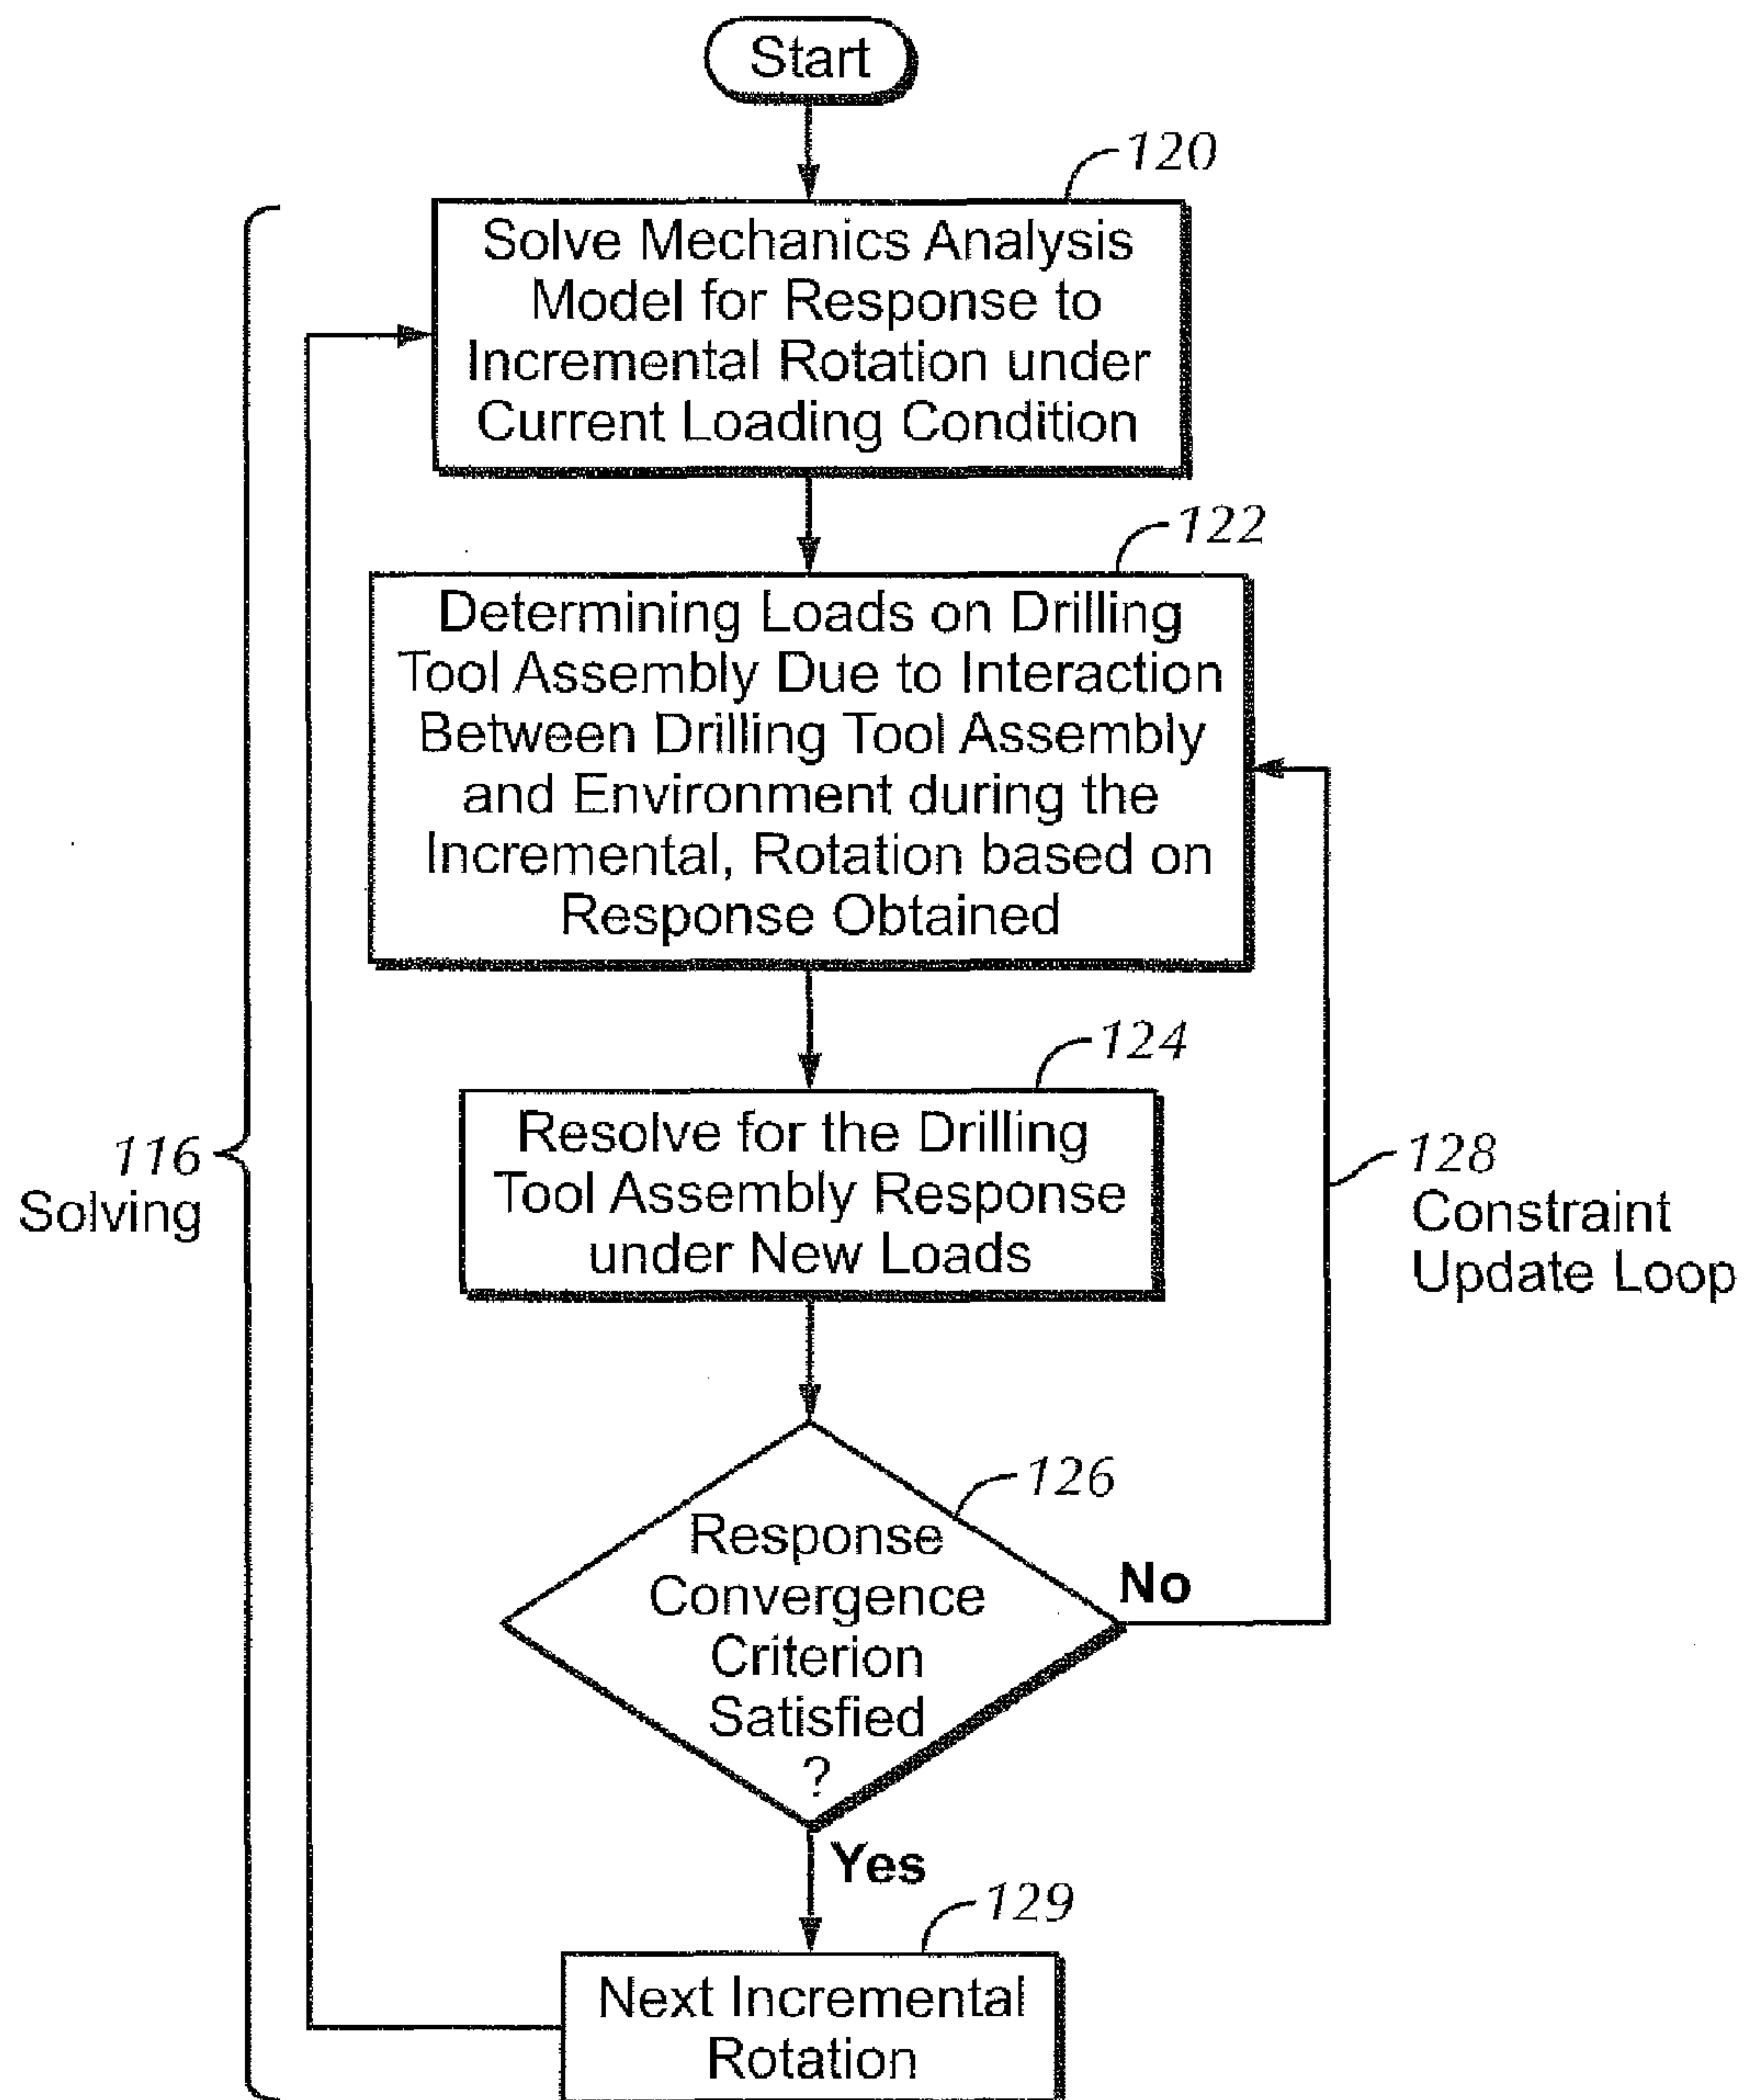 Start
120
Solve Mechanics Analysis
Model for Response to
Incremental Rotation under
Current Loading Condition
122
Determining Loads on Drilling
Tool Assembly Due to Interaction
Between Drilling Tool Assembly
and Environment during the
Incremental, Rotation based on
Response Obtained
124
Resolve for the Drilling
Tool Assembly Response
under New Loads
116
Solving
128
Constraint
Update Loop
126
Response
Convergence
Criterion
Satisfied
?
No
Yes
129
Next Incremental
Rotation